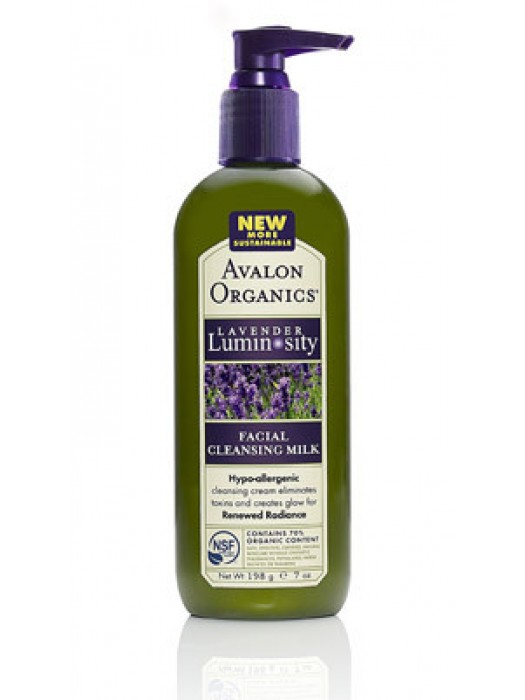 NEW
MORE
SUSTAINABLE
AVALON
ORGANICS™
LAVENDER
Luminosity
FACIAL
CLEANSING MILK
Hypo-allergenic
cleansing cream eliminates
toxins and creates glow for
Renewed Radiance
NSF
CONTAINS 70%
ORGANIC CONTENT
Net Wt 198 g ℮ 7 oz